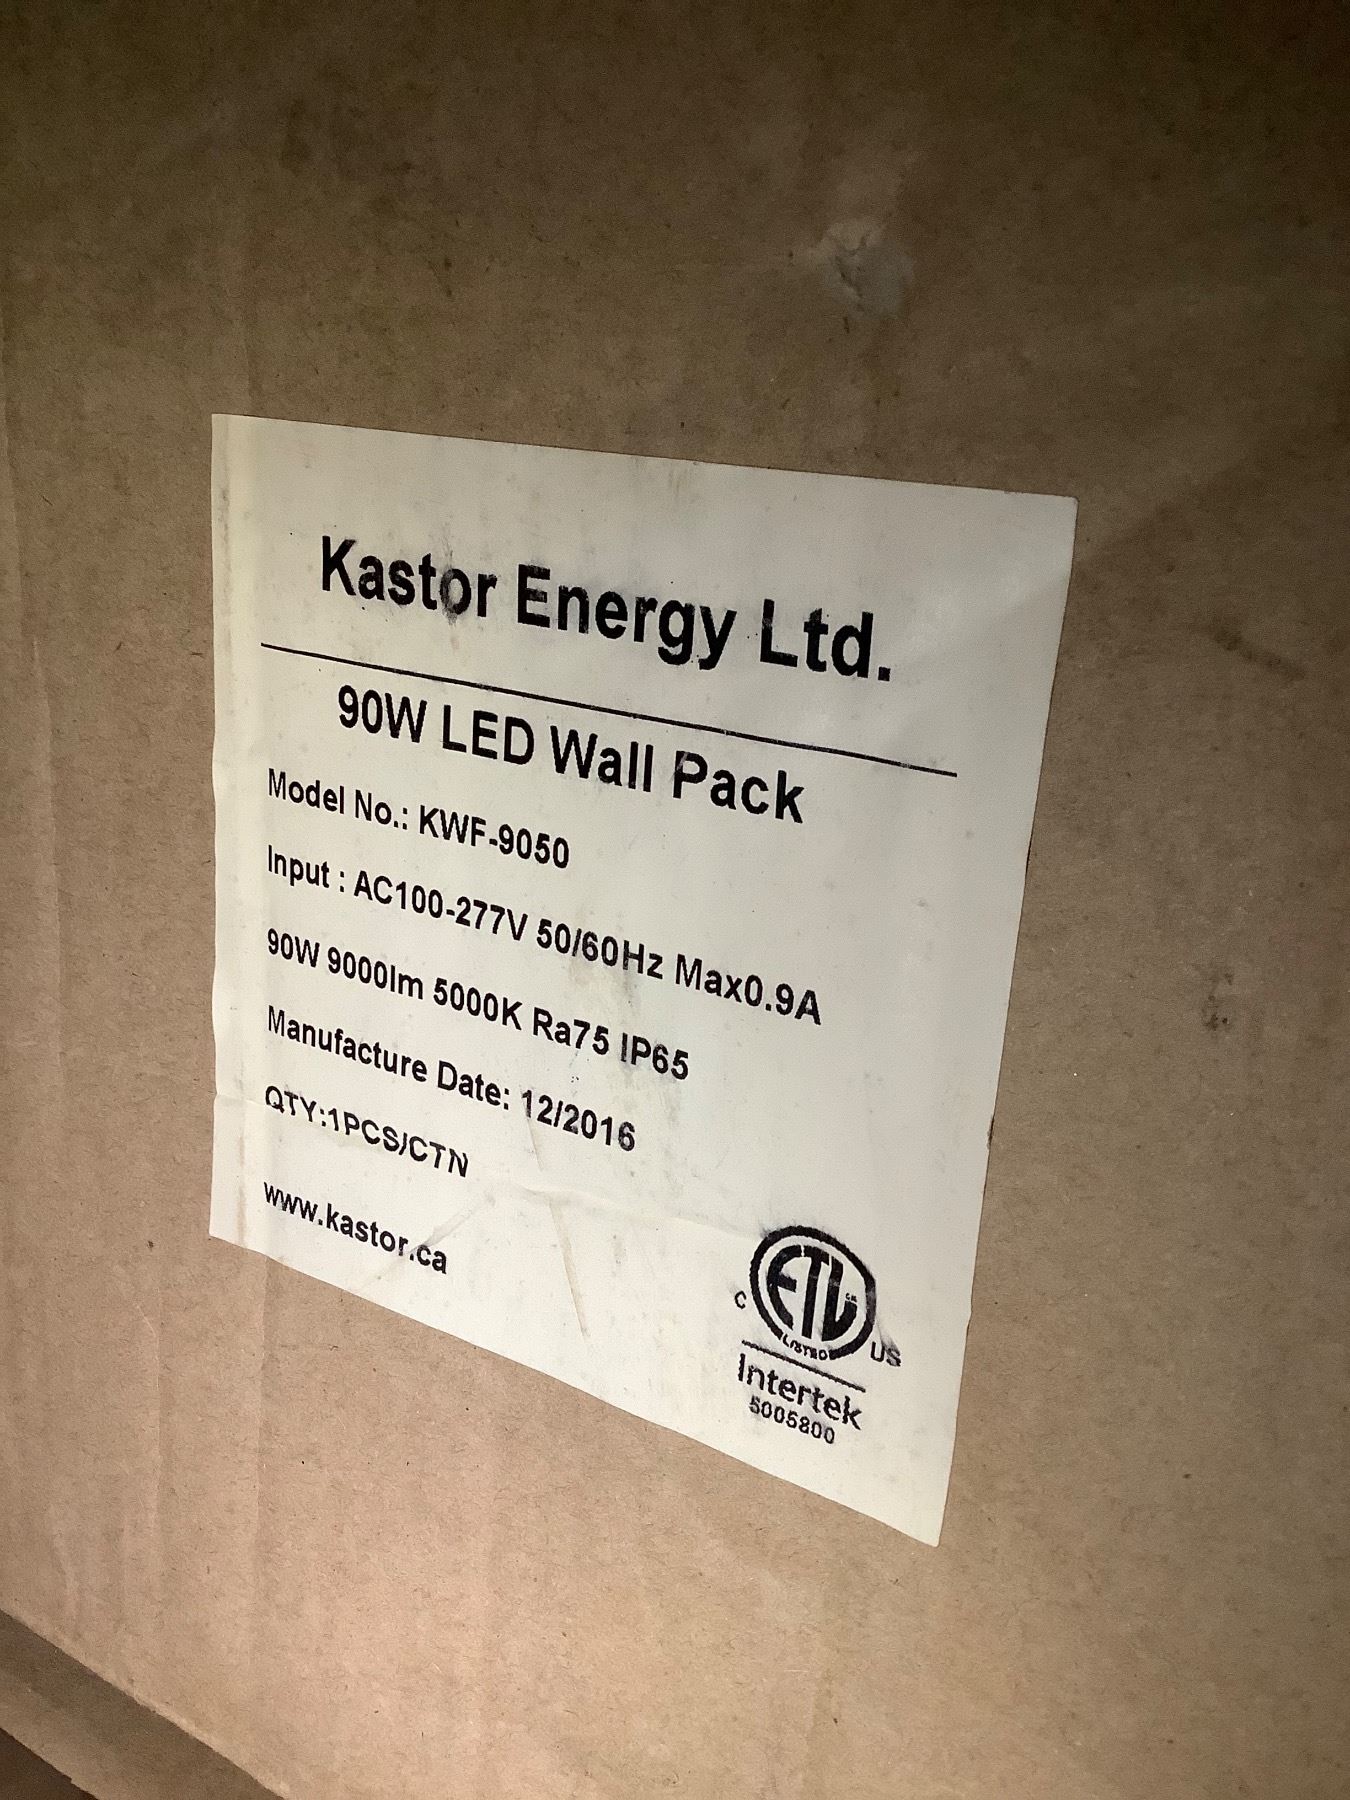 Kastor Energy Ltd.
90W LED Wall Pack
Model No.: KWF-9050
Input : AC100-277V 50/60Hz Max0.9A
90W 9000lm 5000K Ra75 IP65
Manufacture Date: 12/2016
QTY:1PCS/CTN
www.kastor.ca
ETL
CM
LISTED
C US
Intertek
5005800